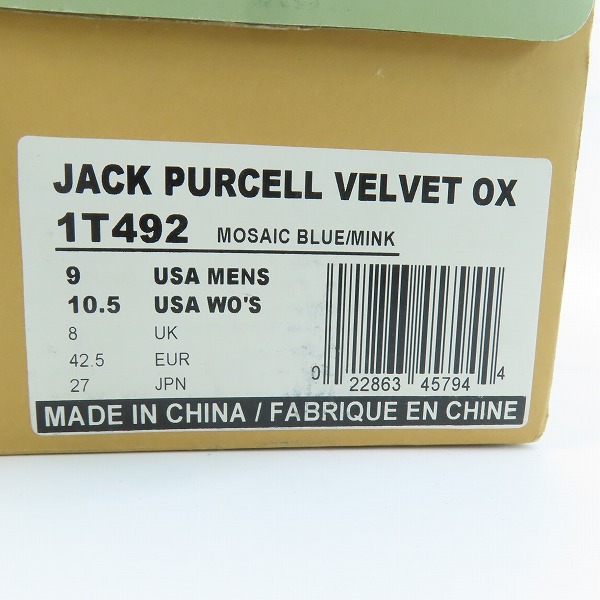 JACK PURCELL VELVET OX
1T492 MOSAIC BLUE/MINK
9 USA MENS
10.5 USA WO'S
8 UK
42.5 EUR
27 JPN
0 22863 45794 4
MADE IN CHINA / FABRIQUE EN CHINE